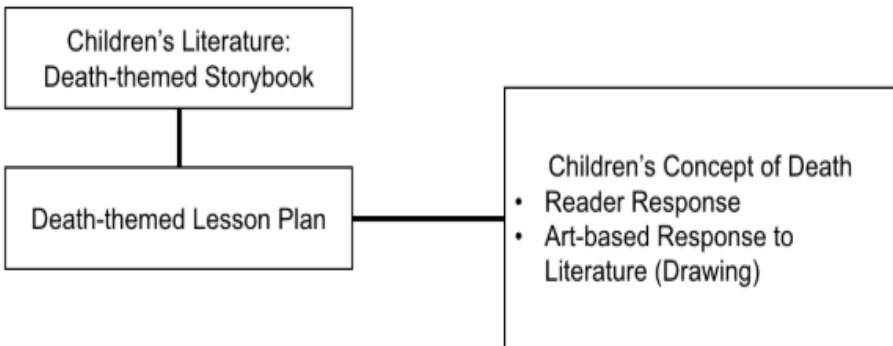 Children’s Literature:
Death-themed Storybook
Death-themed Lesson Plan
Children’s Concept of Death
• Reader Response
• Art-based Response to
Literature (Drawing)